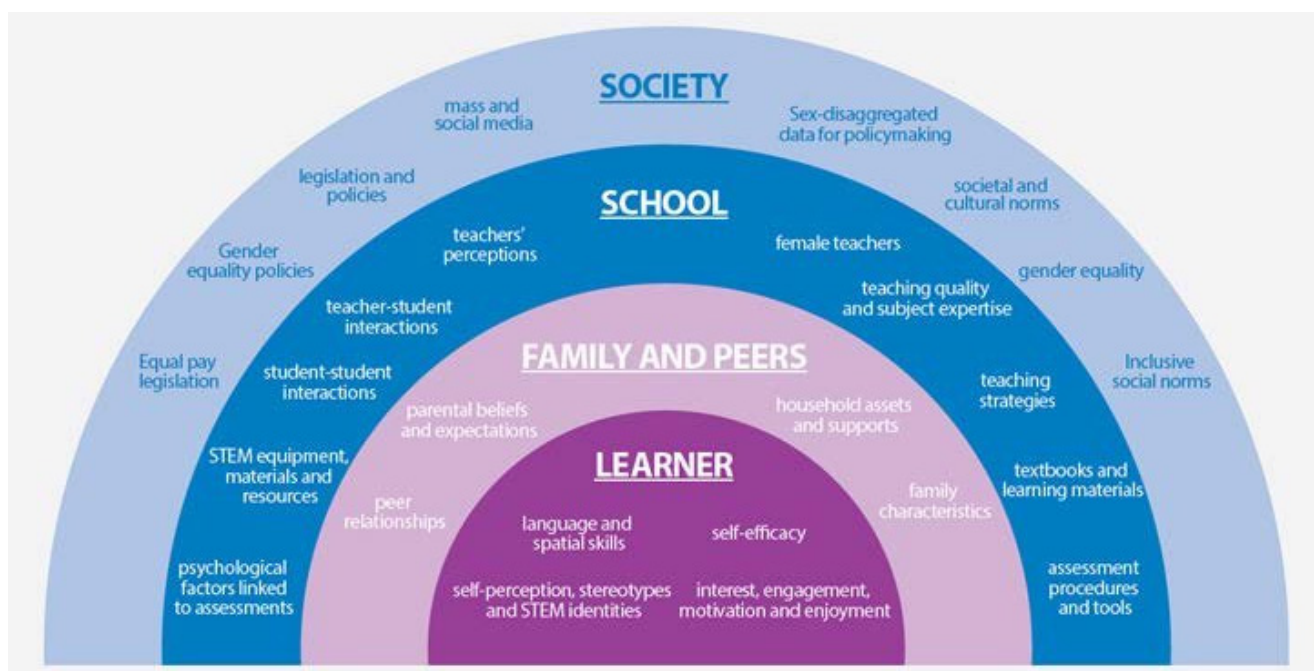 SOCIETY
mass and
social media
Sex-disaggregated
data for policymaking
legislation and
policies
societal and
cultural norms
Gender
equality policies
gender equality
Equal pay
legislation
Inclusive
social norms
SCHOOL
teachers'
perceptions
female teachers
teacher-student
interactions
teaching quality
and subject expertise
student-student
interactions
teaching
strategies
STEM equipment,
materials and
resources
textbooks and
learning materials
psychological
factors linked
to assessments
assessment
procedures
and tools
FAMILY AND PEERS
parental beliefs
and expectations
household assets
and supports
peer
relationships
family
characteristics
LEARNER
language and
spatial skills
self-efficacy
self-perception, stereotypes
and STEM identities
interest, engagement,
motivation and enjoyment